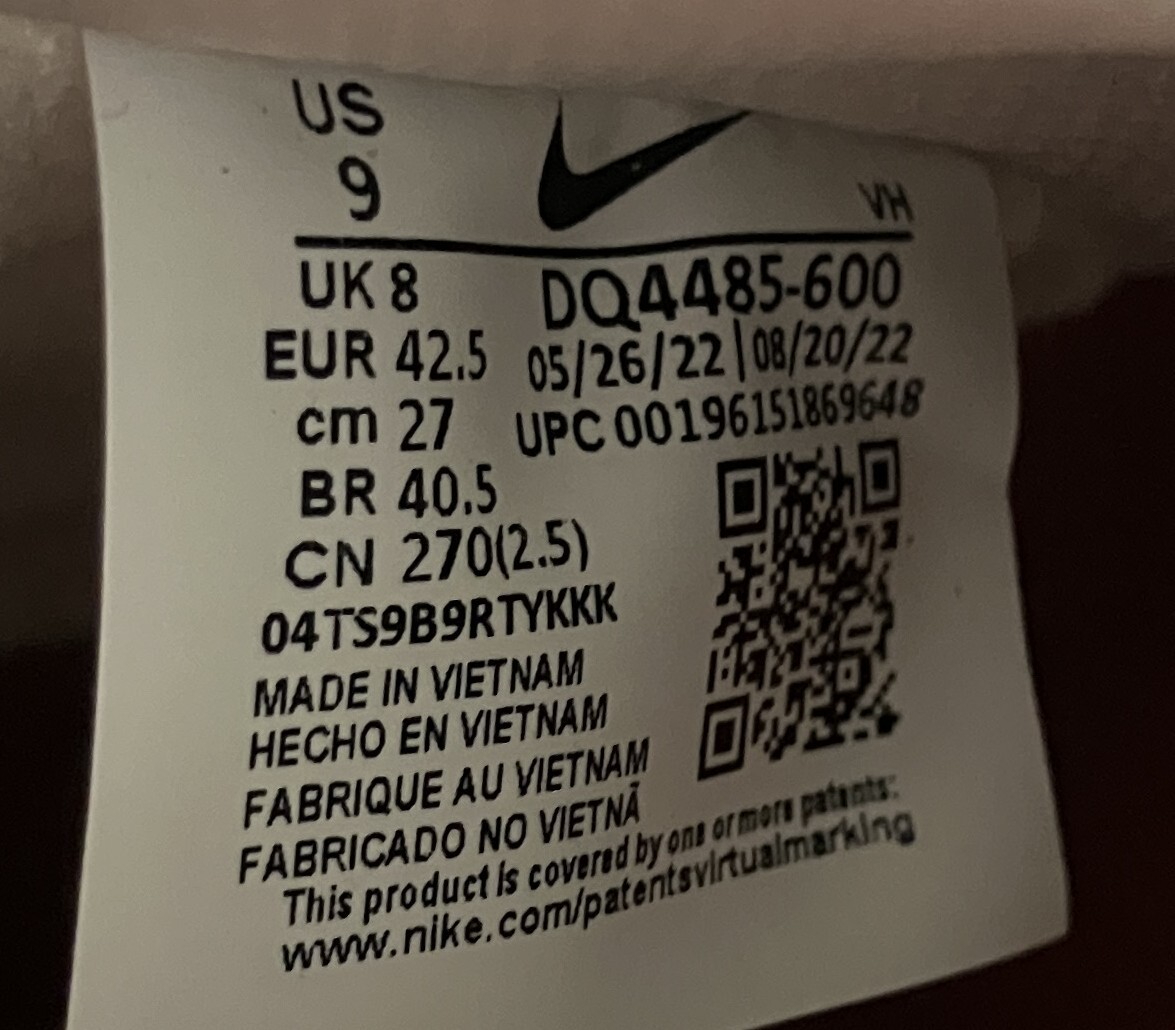 US
9
VH
UK 8 DQ4485-600
EUR 42.5 05/26/22|08/20/22
cm 27 UPC 00196151869648
BR 40.5
CN 270(2.5)
04TS9B9RTYKKK
MADE IN VIETNAM
HECHO EN VIETNAM
FABRIQUE AU VIETNAM
FABRICADO NO VIETNÃ
This product is covered by one or more patents:
www.nike.com/patentsvirtualmarking